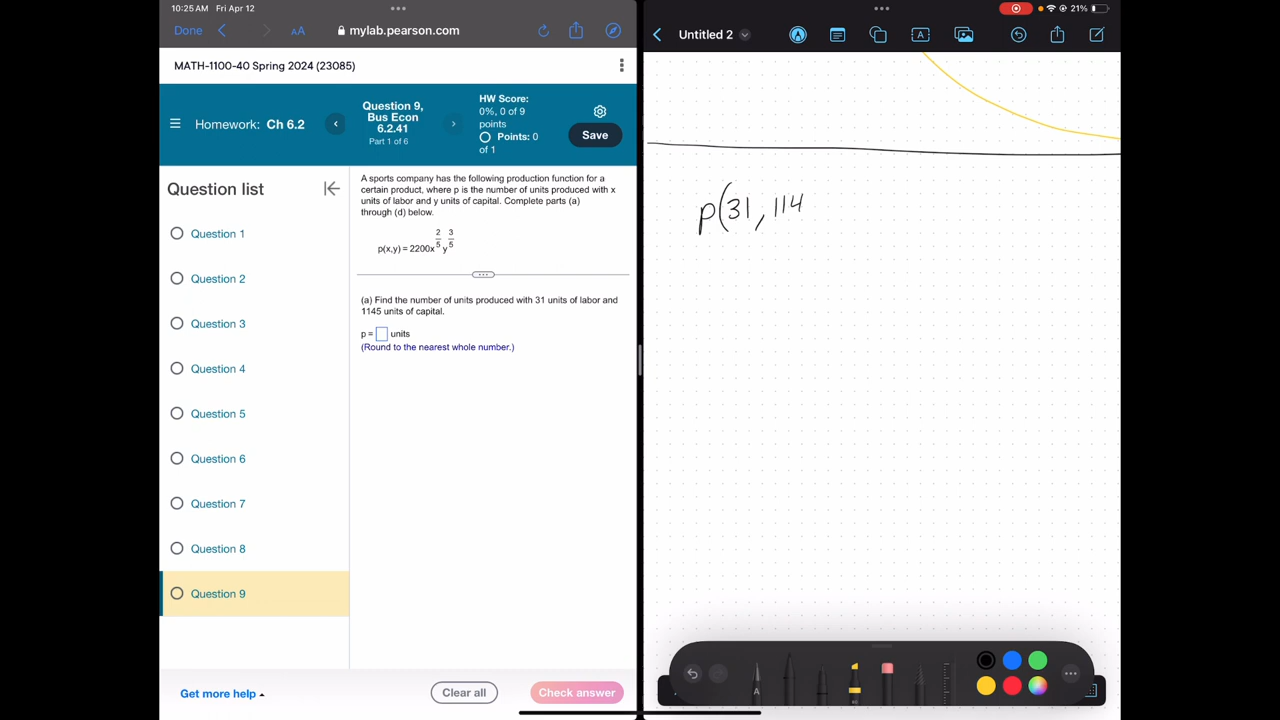 10:25 AM Fri Apr 12
21%
Done
AA
mylab.pearson.com
Untitled 2
A
MATH-1100-40 Spring 2024 (23085)
Homework: Ch 6.2
Question 9,
Bus Econ
6.2.41
Part 1 of 6
HW Score:
0%, 0 of 9
points
Points: 0
of 1
Save
Question list
Question 1
Question 2
Question 3
Question 4
Question 5
Question 6
Question 7
Question 8
Question 9
A sports company has the following production function for a
certain product, where p is the number of units produced with x
units of labor and y units of capital. Complete parts (a)
through (d) below.
p(x,y) = 2200x^(2/5) y^(3/5)
(a) Find the number of units produced with 31 units of labor and
1145 units of capital.
p = units
(Round to the nearest whole number.)
p(31, 114
Get more help
Clear all
Check answer
A